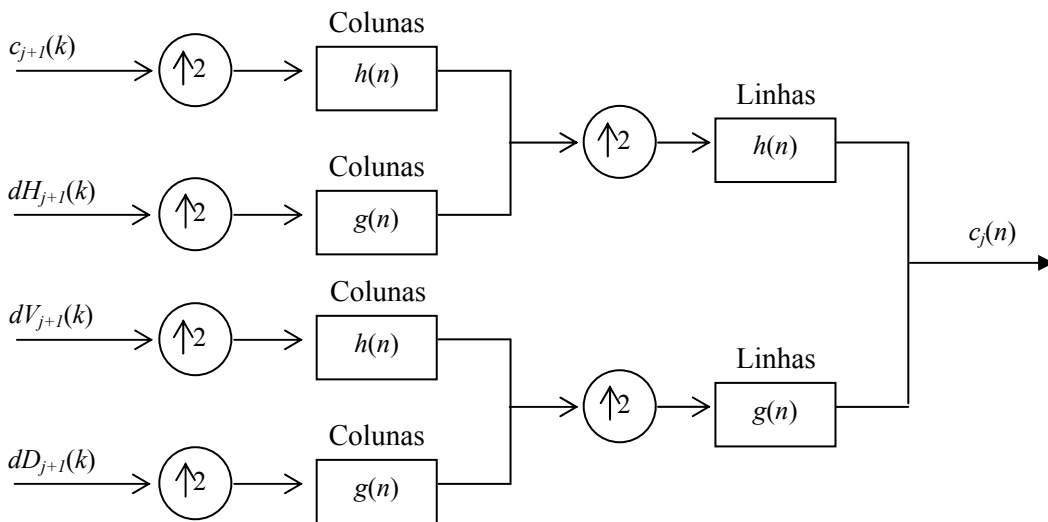 Colunas
c_{j+1}(k)
↑2
h(n)
Linhas
Colunas
↑2
h(n)
dH_{j+1}(k)
↑2
g(n)
c_j(n)
Colunas
dV_{j+1}(k)
↑2
h(n)
Linhas
Colunas
↑2
g(n)
dD_{j+1}(k)
↑2
g(n)